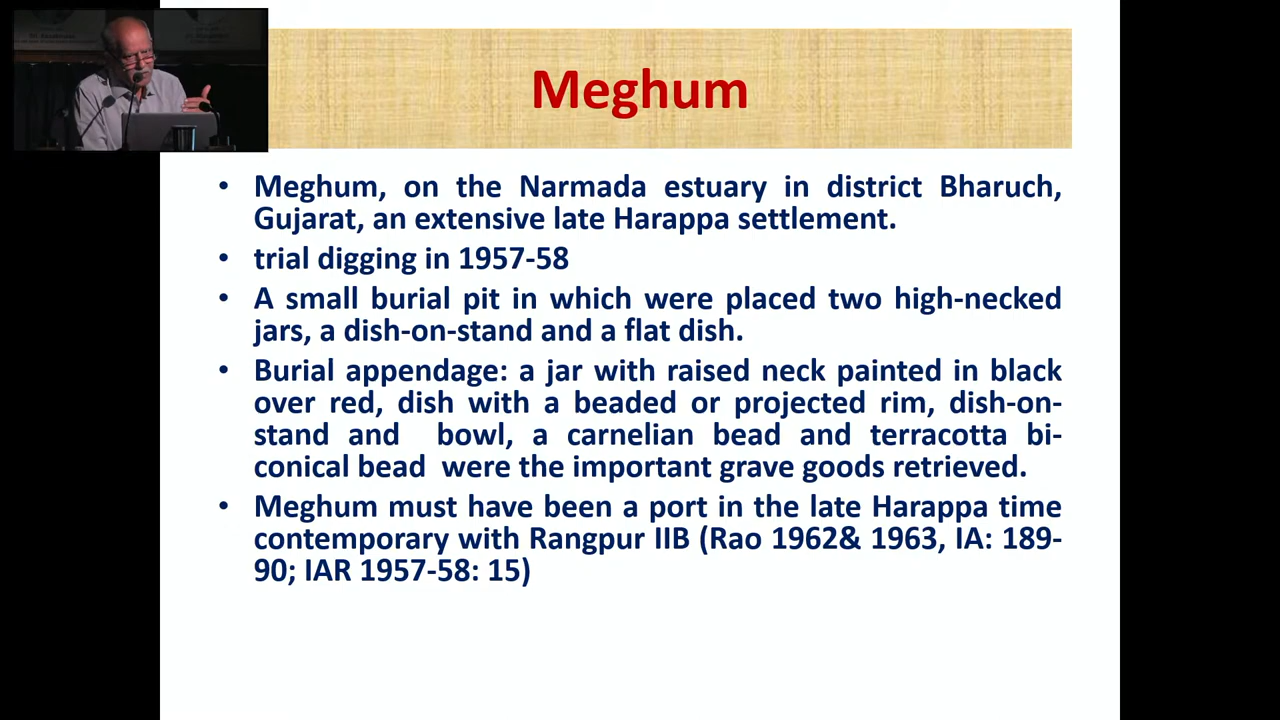 Meghum
• Meghum, on the Narmada estuary in district Bharuch,
Gujarat, an extensive late Harappa settlement.
• trial digging in 1957-58
• A small burial pit in which were placed two high-necked
jars, a dish-on-stand and a flat dish.
• Burial appendage: a jar with raised neck painted in black
over red, dish with a beaded or projected rim, dish-on-
stand and bowl, a carnelian bead and terracotta bi-
conical bead were the important grave goods retrieved.
• Meghum must have been a port in the late Harappa time
contemporary with Rangpur IIB (Rao 1962& 1963, IA: 189-
90; IAR 1957-58: 15)